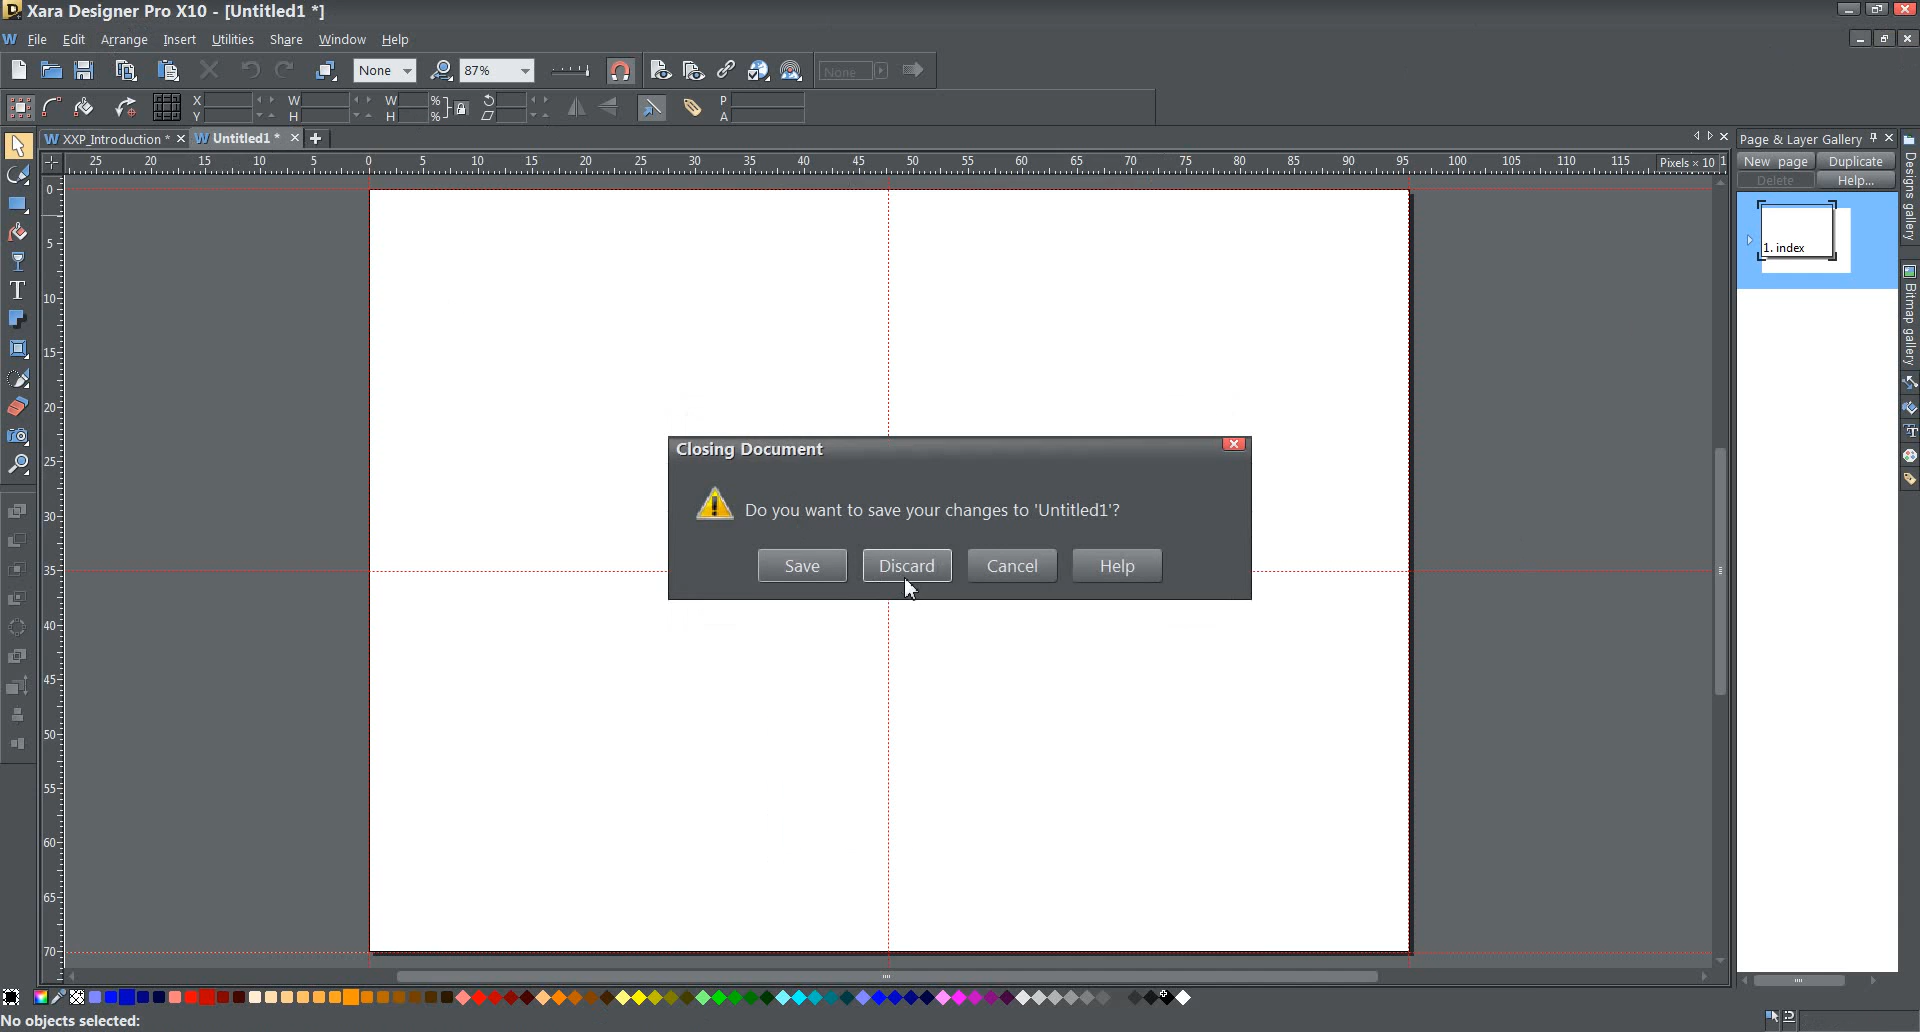 Xara Designer Pro X10 - [Untitled1 *]
File Edit Arrange Insert Utilities Share Window Help
None 87% None
X W W % P
Y H H % A
XXP_Introduction * Untitled1 *
Page & Layer Gallery
25 20 15 10 5 0 5 10 15 20 25 30 35 40 45 50 55 60 65 70 75 80 85 90 95 100 105 110 115 Pixels × 10
New page Duplicate
Delete Help...
1. index
Designs gallery
Bitmap gallery
0
5
10
15
20
25
30
35
40
45
50
55
60
65
70
Closing Document
Do you want to save your changes to 'Untitled1'?
Save Discard Cancel Help
No objects selected: